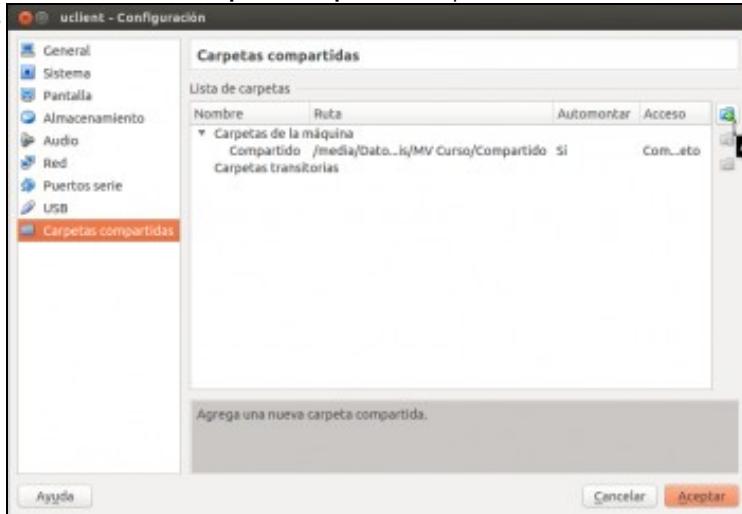 uclient - Configuración
General
Sistema
Pantalla
Almacenamiento
Audio
Red
Puertos serie
USB
Carpetas compartidas
Carpetas compartidas
Lista de carpetas
Nombre Ruta Automontar Acceso
Carpetas de la máquina
Compartido /media/Dato...is/MV Curso/Compartido Sí Com...eto
Carpetas transitorias
Agrega una nueva carpeta compartida.
Ayuda Cancelar Aceptar